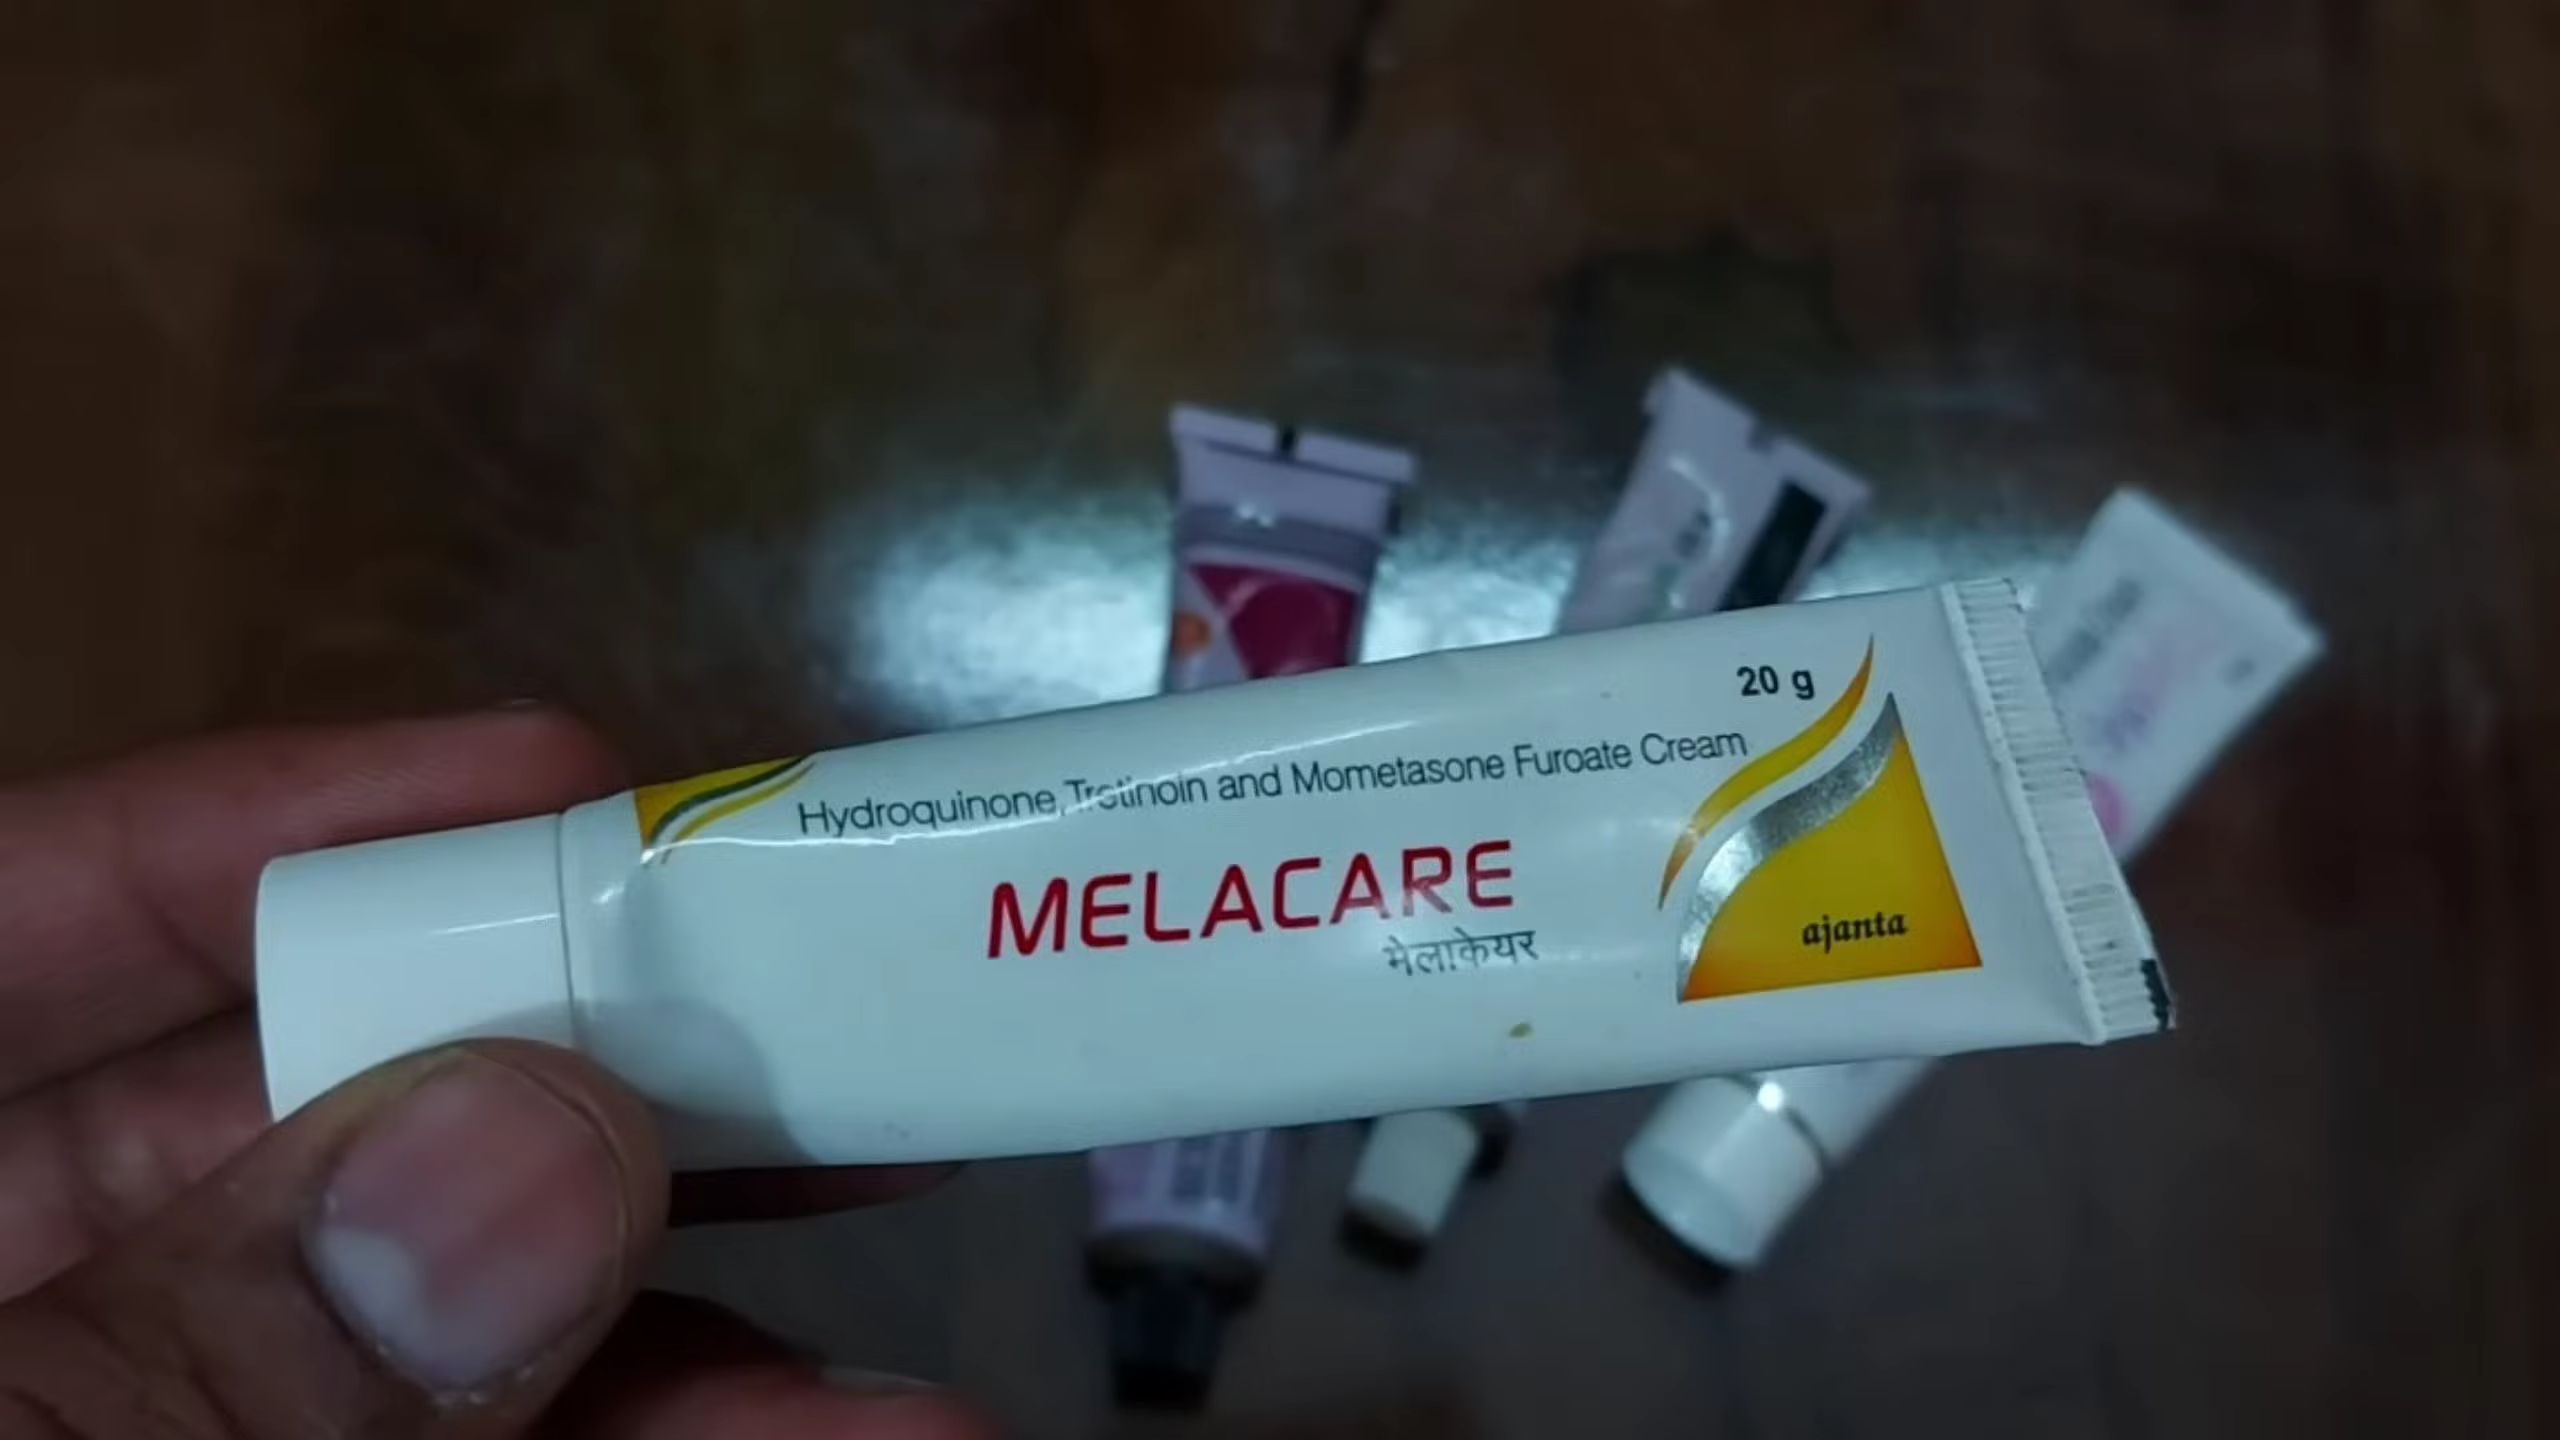 20 g
Hydroquinone, Tretinoin and Mometasone Furoate Cream
MELACARE
मेलाकेयर
ajanta